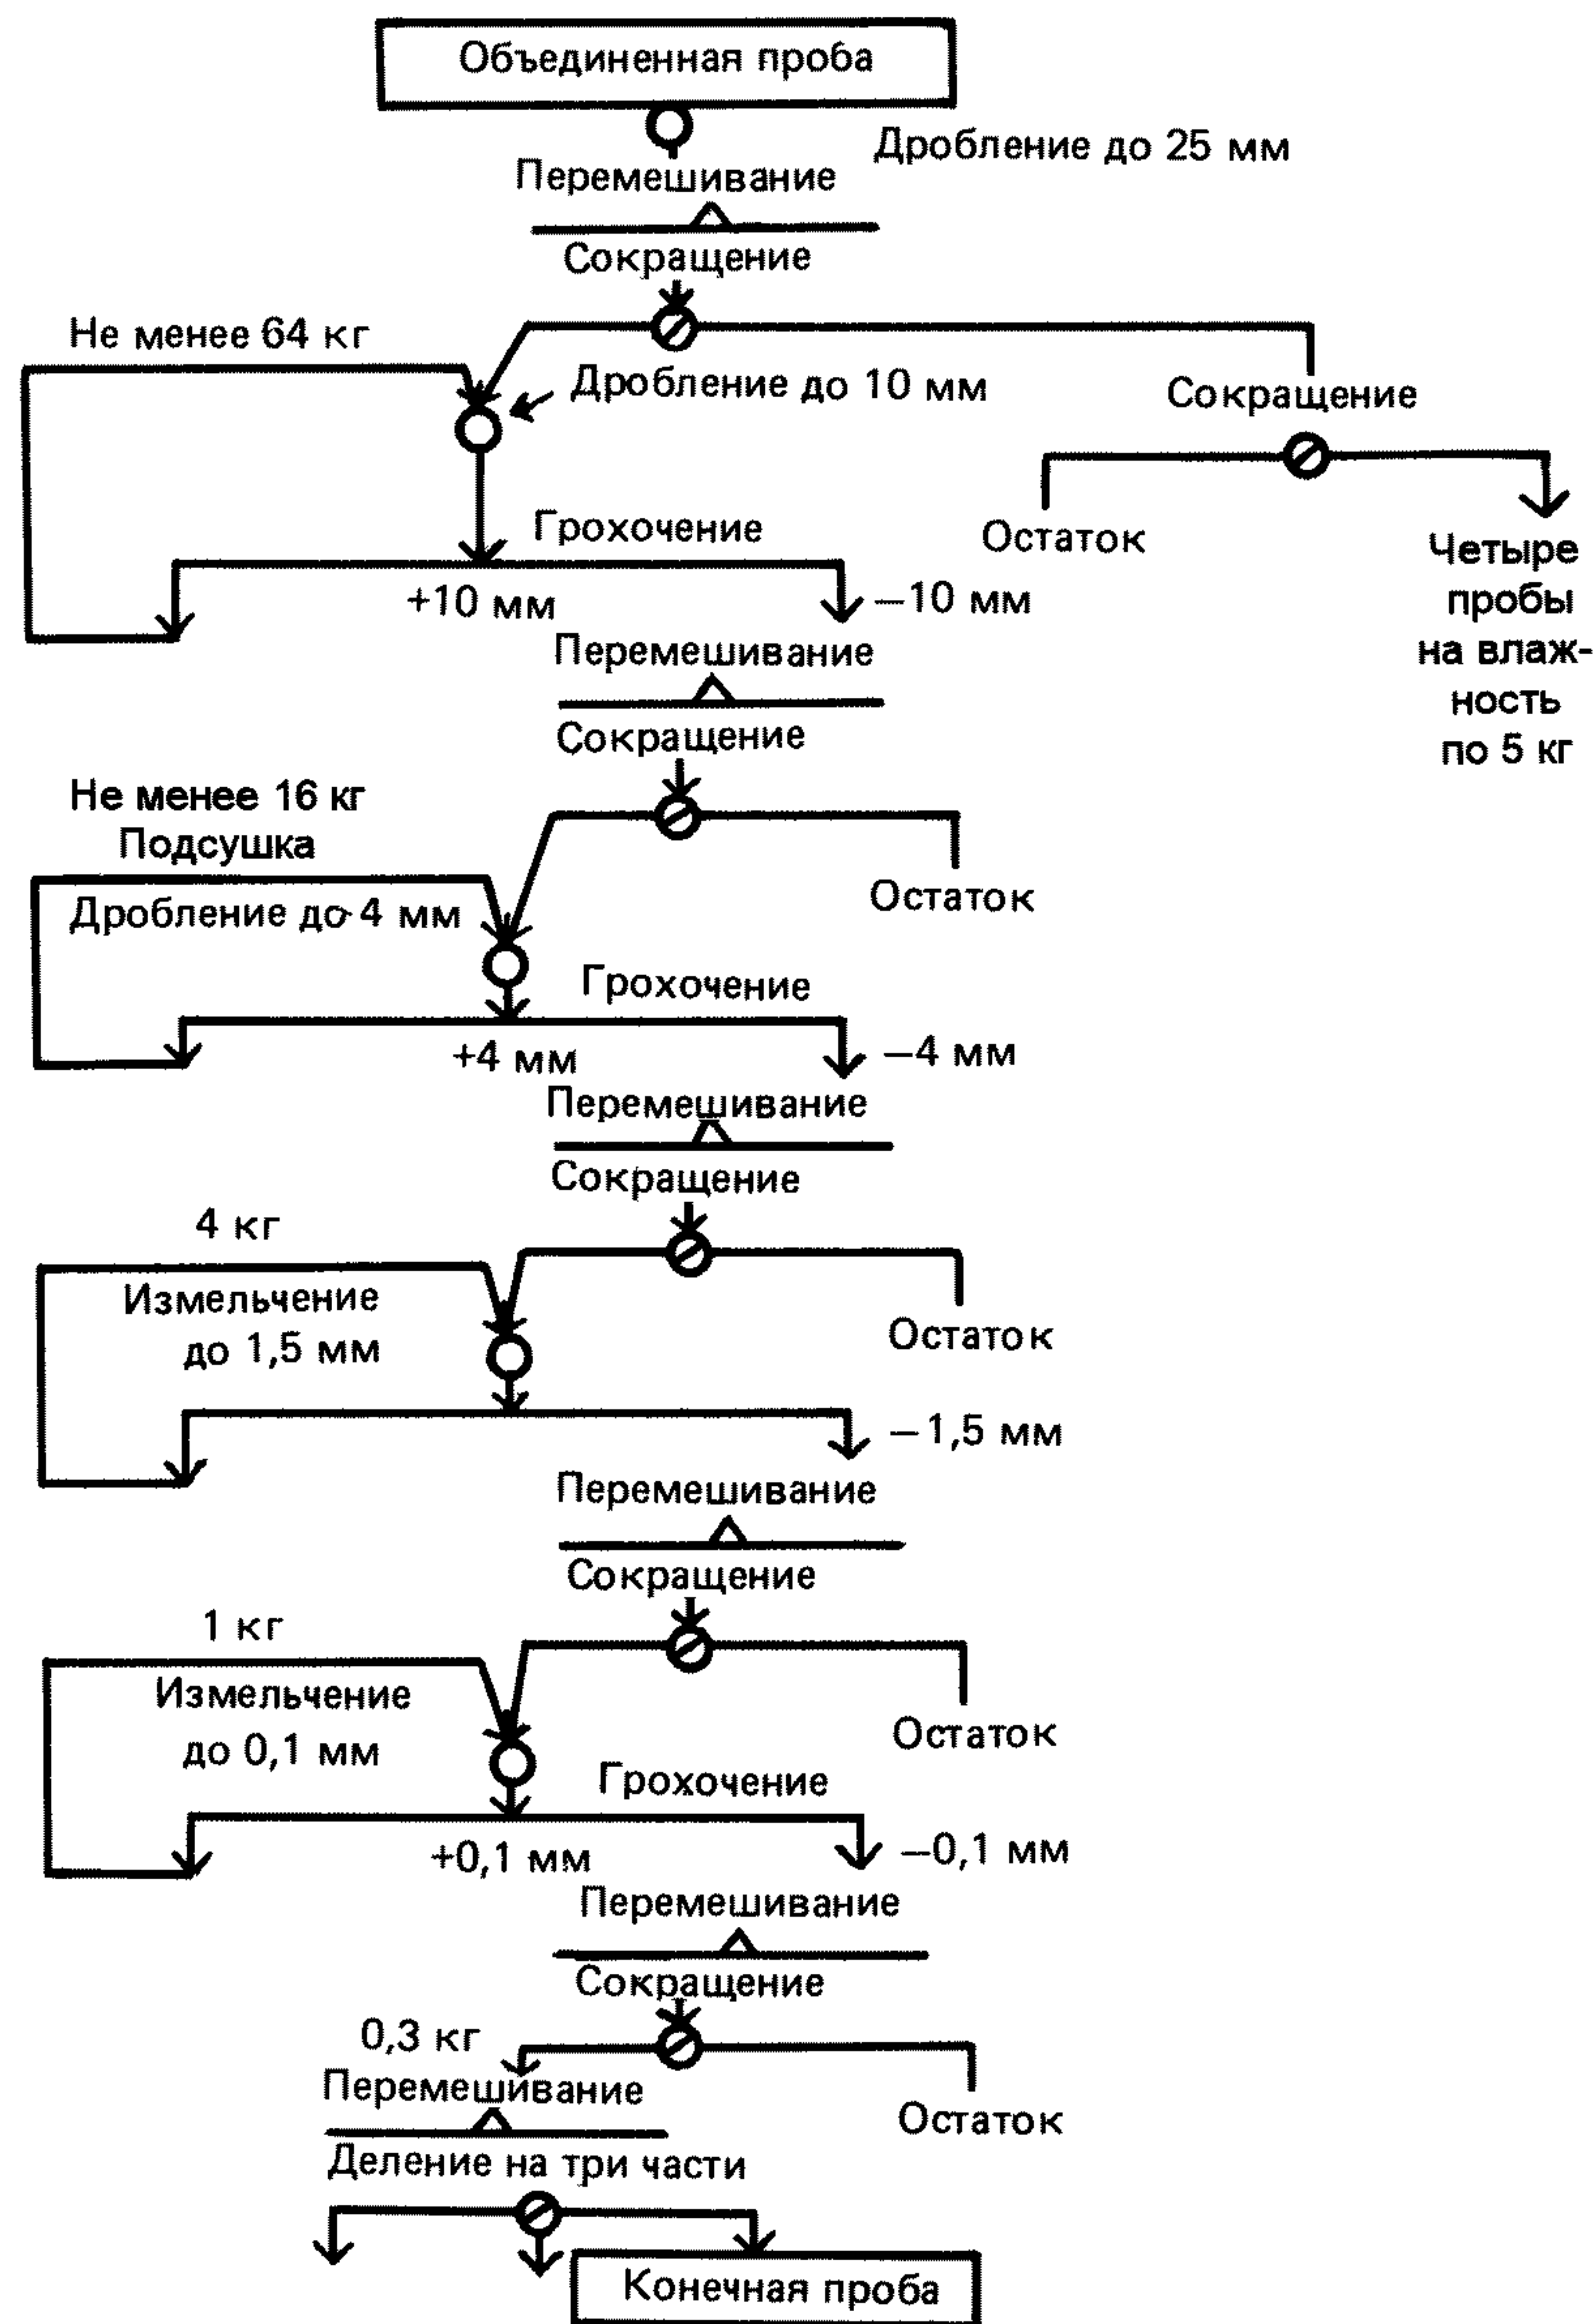 Объединенная проба
Дробление до 25 мм
Перемешивание
Сокращение
Не менее 64 кг
Дробление до 10 мм
Сокращение
Грохочение
Остаток
Четыре
пробы
на влаж-
ность
по 5 кг
+10 мм
—10 мм
Перемешивание
Сокращение
Не менее 16 кг
Подсушка
Дробление до 4 мм
Остаток
Грохочение
+4 мм
—4 мм
Перемешивание
Сокращение
4 кг
Измельчение
до 1,5 мм
Остаток
—1,5 мм
Перемешивание
Сокращение
1 кг
Измельчение
до 0,1 мм
Остаток
Грохочение
+0,1 мм
—0,1 мм
Перемешивание
Сокращение
0,3 кг
Перемешивание
Остаток
Деление на три части
Конечная проба